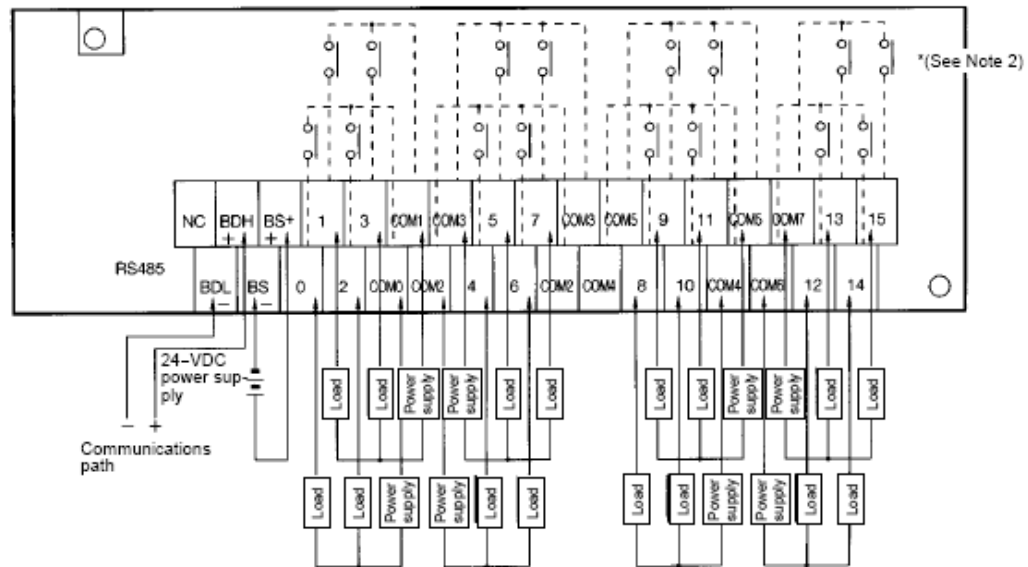 *(See Note 2)
NC BDH BS+ 1 3 COM1 COM3 5 7 COM3 COM5 9 11 COM5 COM7 13 15
+ +
RS485
BDL BS 0 2 COM0 COM2 4 6 COM2 COM4 8 10 COM4 COM6 12 14
– –
24–VDC
power sup-
ply
Load Load Power supply Power supply Load Load Load Load Power supply Power supply Load Load
– +
Communications
path
Load Load Power supply Power supply Load Load Load Load Power supply Power supply Load Load